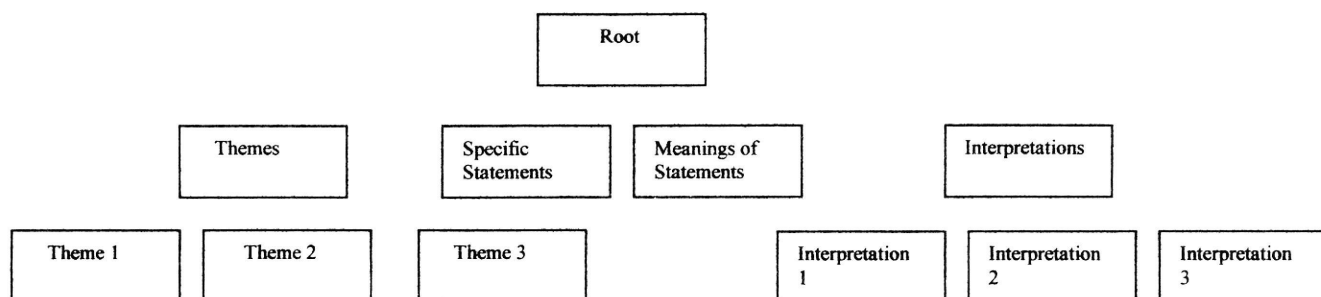 Root
Themes
Specific
Statements
Meanings of
Statements
Interpretations
Theme 1
Theme 2
Theme 3
Interpretation
1
Interpretation
2
Interpretation
3